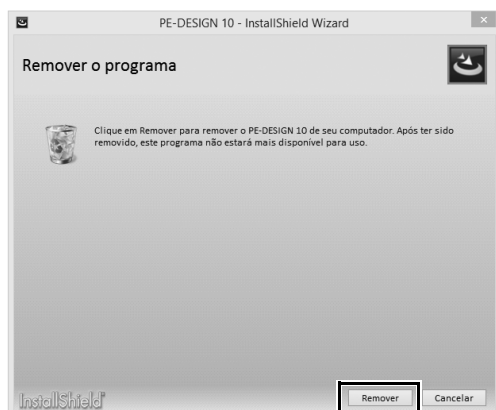 PE-DESIGN 10 - InstallShield Wizard
Remover o programa
Clique em Remover para remover o PE-DESIGN 10 de seu computador. Após ter sido
removido, este programa não estará mais disponível para uso.
InstallShield
Remover
Cancelar